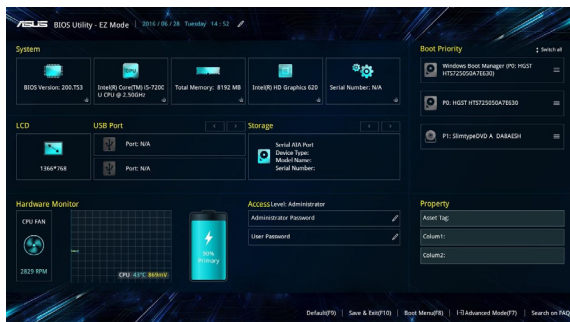 ASUS BIOS Utility - EZ Mode 2016/06/28 Tuesday 14:52
System
BIOS Version: 200.T53
Intel(R) Core(TM) i5-7200
U CPU @ 2.50GHz
Total Memory: 8192 MB
Intel(R) HD Graphics 620
Serial Number: N/A
Boot Priority
Switch all
Windows Boot Manager (P0: HGST
HTS725050A7E630)
P0: HGST HTS725050A7E630
P1: SlimtypeDVD A DA8AESH
LCD
1366*768
USB Port
Port: N/A
Port: N/A
Storage
Serial ATA Port
Device Type:
Model Name:
Serial Number:
Hardware Monitor
CPU FAN
2829 RPM
CPU 43°C 869mV
50%
Primary
Access Level: Administrator
Administrator Password
User Password
Property
Asset Tag:
Colum1:
Colum2:
Default(F9) | Save & Exit(F10) | Boot Menu(F8) | Advanced Mode(F7) | Search on FAQ